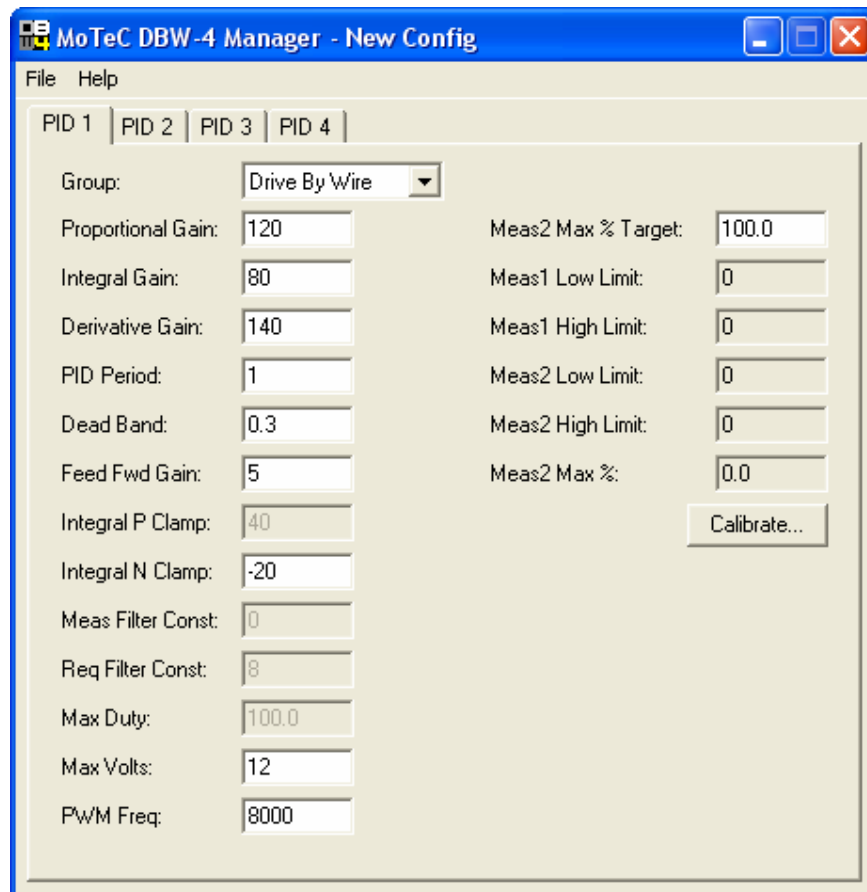 MoTeC DBW-4 Manager - New Config
File Help
PID 1 PID 2 PID 3 PID 4
Group: Drive By Wire
Proportional Gain: 120
Integral Gain: 80
Derivative Gain: 140
PID Period: 1
Dead Band: 0.3
Feed Fwd Gain: 5
Integral P Clamp: 40
Integral N Clamp: -20
Meas Filter Const: 0
Req Filter Const: 8
Max Duty: 100.0
Max Volts: 12
PWM Freq: 8000
Meas2 Max % Target: 100.0
Meas1 Low Limit: 0
Meas1 High Limit: 0
Meas2 Low Limit: 0
Meas2 High Limit: 0
Meas2 Max %: 0.0
Calibrate...